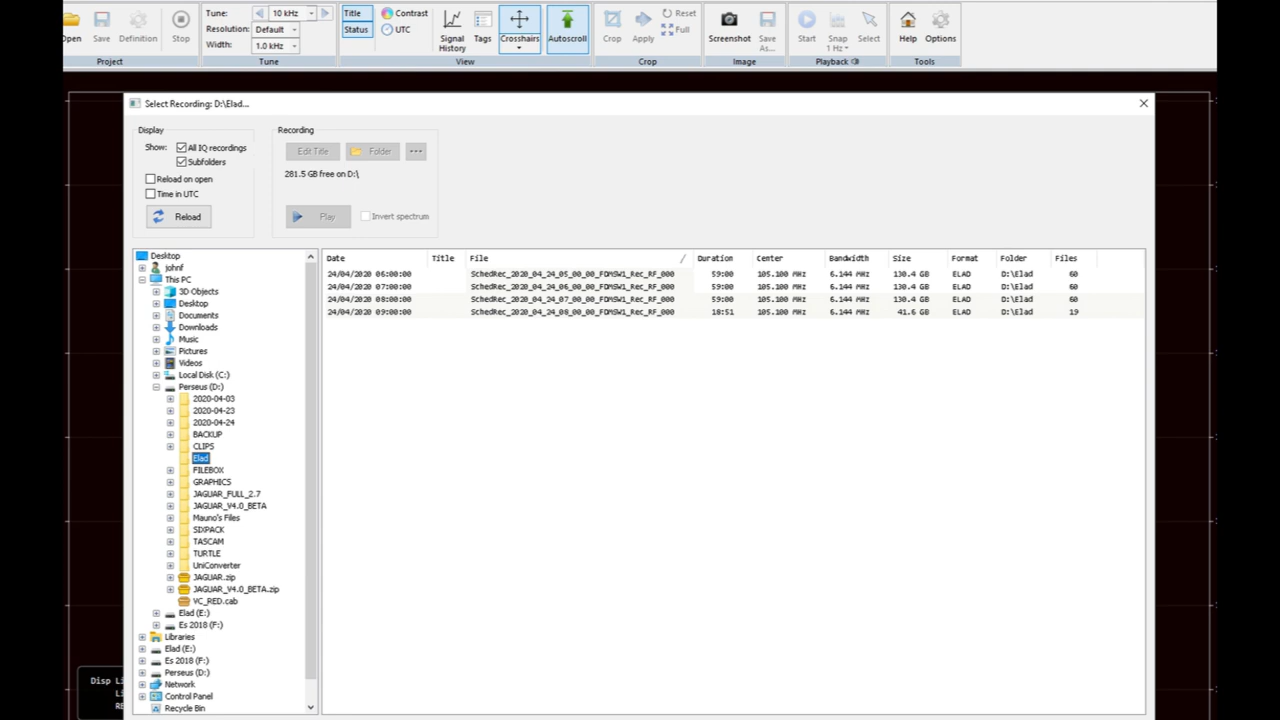 Tune: 10 kHz Title Contrast Reset
Resolution: Default Status UTC Full
Open Save Definition Stop Width: 1.0 kHz Signal History Tags Crosshairs Autoscroll Crop Apply Screenshot Save As... Start Snap 1 Hz Select Help Options
Project Tune View Crop Image Playback Tools
Select Recording: D:\Elad...
Display Recording
Show: All IQ recordings Edit Title Folder ...
Subfolders
281.5 GB free on D:\
Reload on open
Time in UTC
Reload Play Invert spectrum
Date Title File Duration Center Bandwidth Size Format Folder Files
24/04/2020 06:00:00 SchedRec_2020_04_24_05_00_00_FDMSW1_Rec_RF_000 59:00 105.100 MHz 6.144 MHz 130.4 GB ELAD D:\Elad 60
24/04/2020 07:00:00 SchedRec_2020_04_24_06_00_00_FDMSW1_Rec_RF_000 59:00 105.100 MHz 6.144 MHz 130.4 GB ELAD D:\Elad 60
24/04/2020 08:00:00 SchedRec_2020_04_24_07_00_00_FDMSW1_Rec_RF_000 59:00 105.100 MHz 6.144 MHz 130.4 GB ELAD D:\Elad 60
24/04/2020 09:00:00 SchedRec_2020_04_24_08_00_00_FDMSW1_Rec_RF_000 18:51 105.100 MHz 6.144 MHz 41.6 GB ELAD D:\Elad 19
Desktop
johnf
This PC
3D Objects
Desktop
Documents
Downloads
Music
Pictures
Videos
Local Disk (C:)
Perseus (D:)
2020-04-03
2020-04-23
2020-04-24
BACKUP
CLIPS
Elad
FILEBOX
GRAPHICS
JAGUAR_FULL_2.7
JAGUAR_V4.0_BETA
Mauno's Files
SIXPACK
TASCAM
TURTLE
UniConverter
JAGUAR.zip
JAGUAR_V4.0_BETA.zip
VC_RED.cab
Elad (E:)
Es 2018 (F:)
Libraries
Elad (E:)
Es 2018 (F:)
Perseus (D:)
Network
Control Panel
Recycle Bin
Disp Li
Li
RE